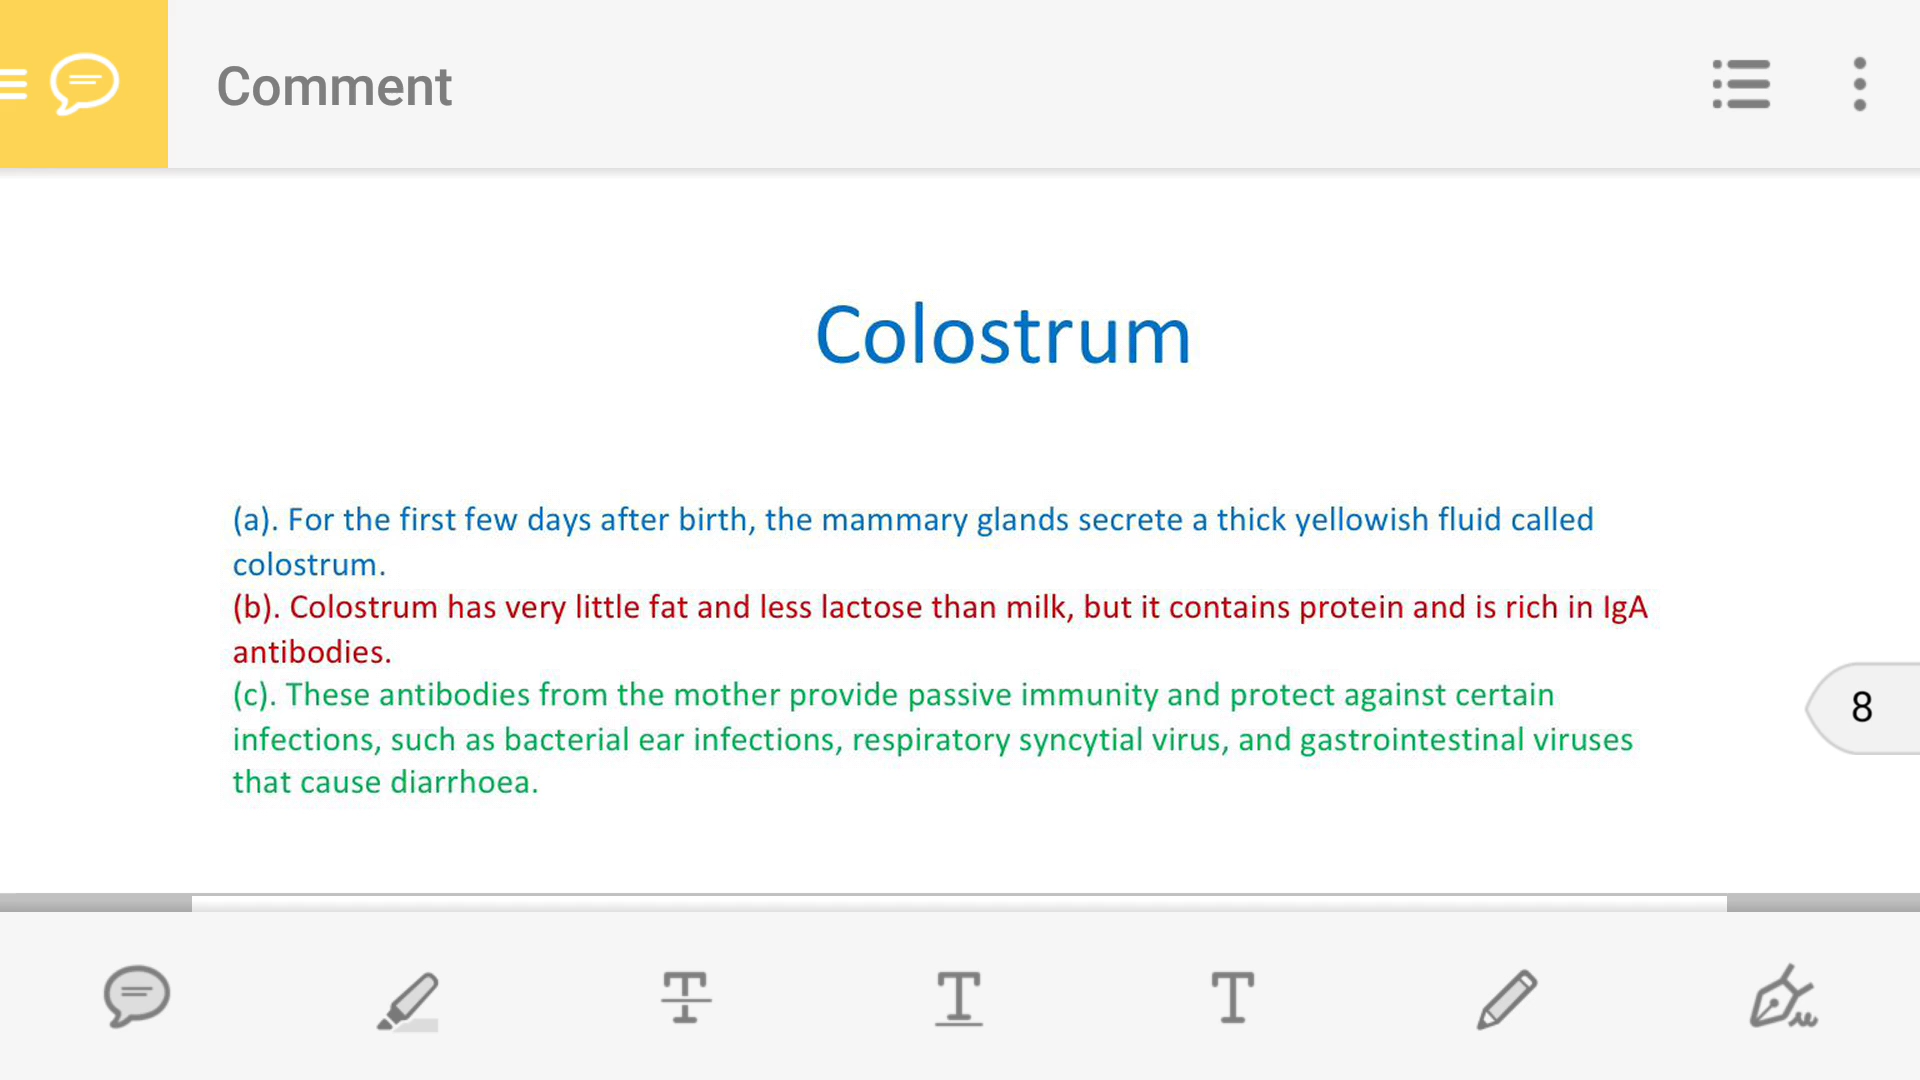 Comment
Colostrum
(a). For the first few days after birth, the mammary glands secrete a thick yellowish fluid called
colostrum.
(b). Colostrum has very little fat and less lactose than milk, but it contains protein and is rich in IgA
antibodies.
(c). These antibodies from the mother provide passive immunity and protect against certain
infections, such as bacterial ear infections, respiratory syncytial virus, and gastrointestinal viruses
that cause diarrhoea.
8